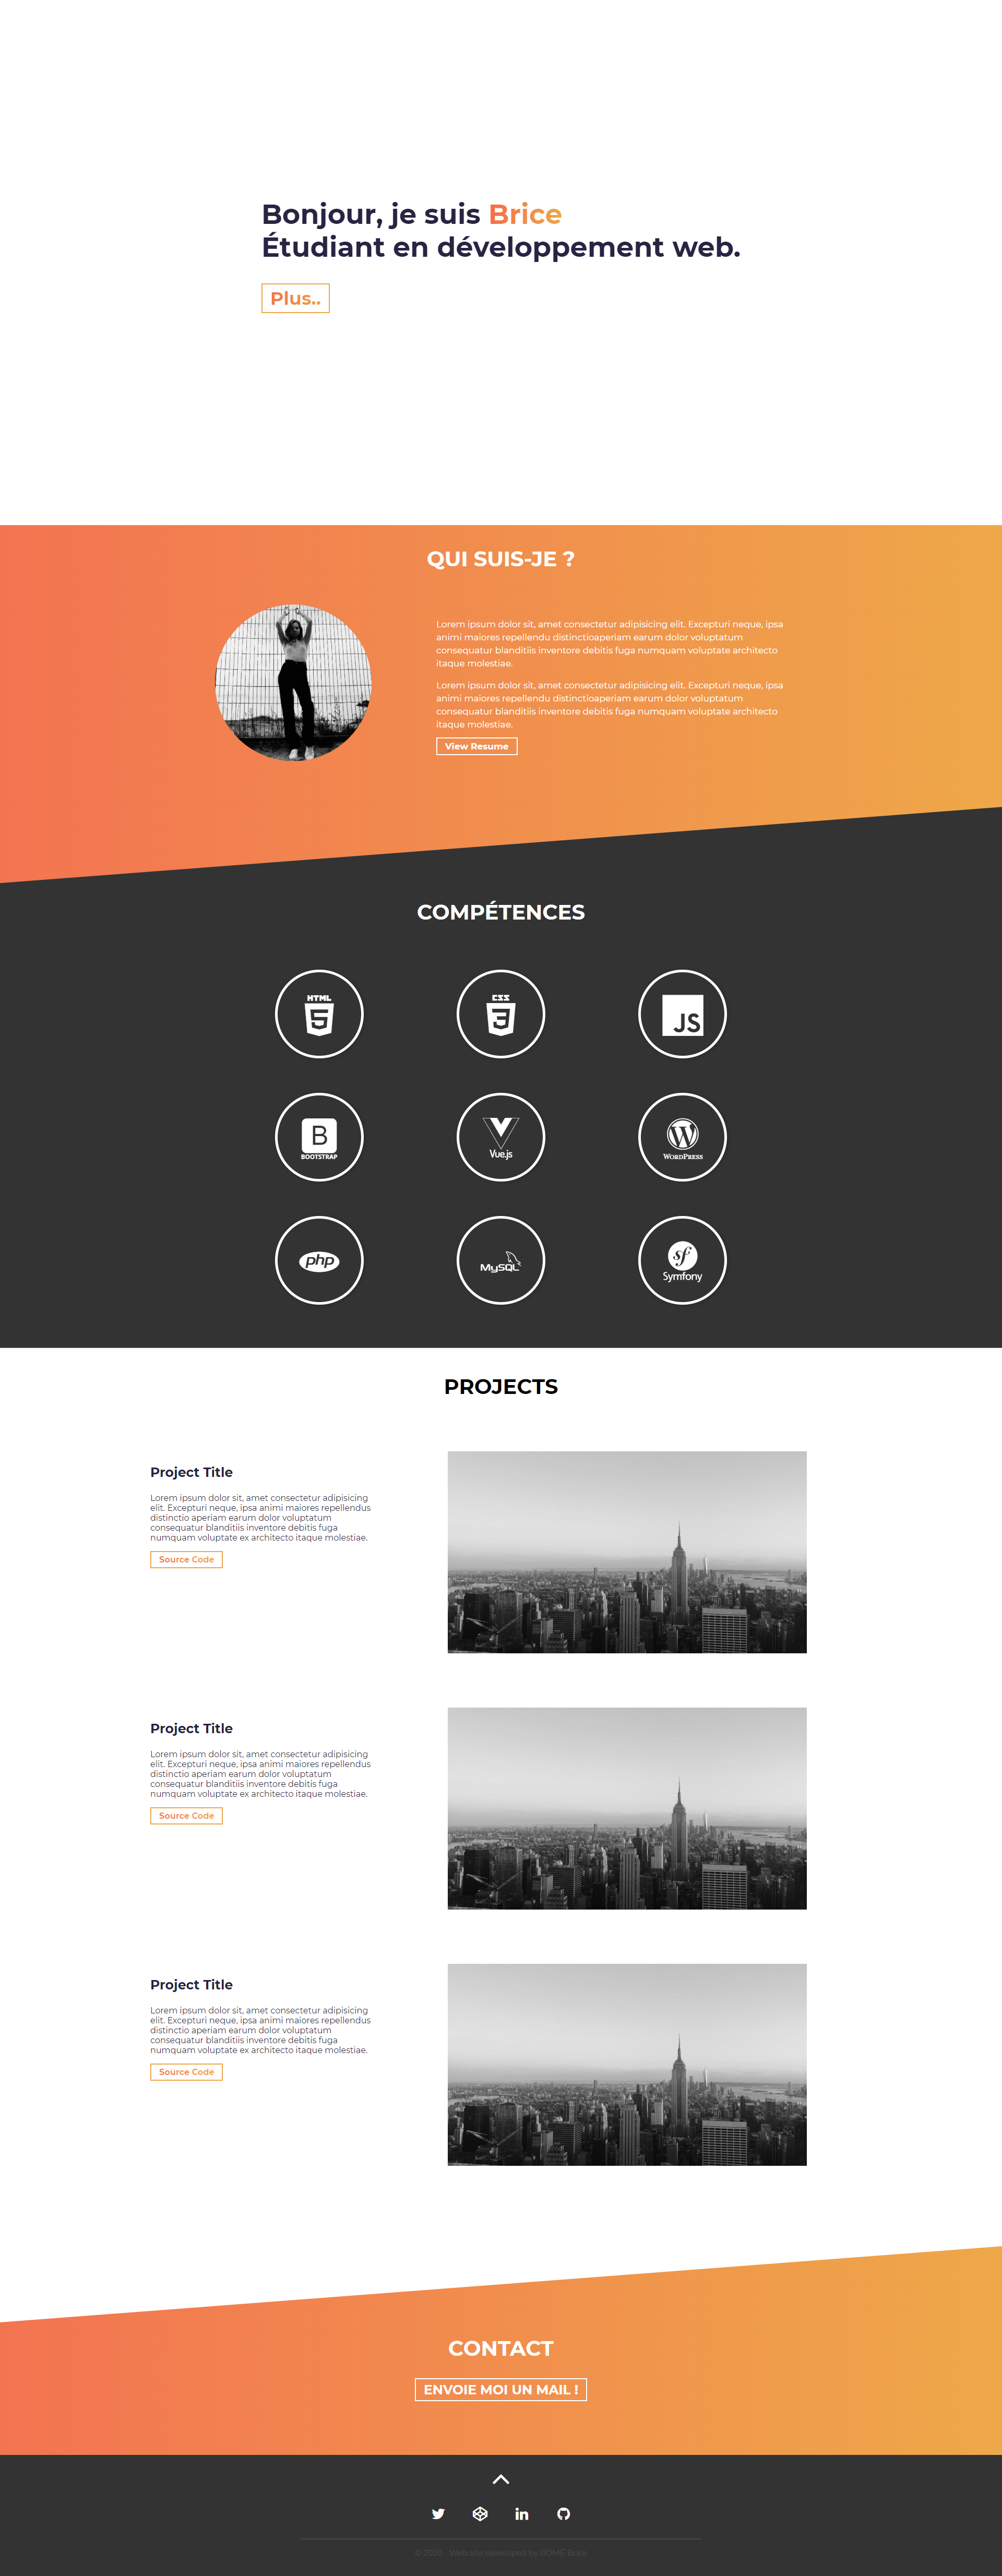 Bonjour, je suis Brice
Étudiant en développement web.
Plus..
QUI SUIS-JE ?
Lorem ipsum dolor sit, amet consectetur adipisicing elit. Excepturi neque, ipsa
animi maiores repellendu distinctioaperiam earum dolor voluptatum
consequatur blanditiis inventore debitis fuga numquam voluptate architecto
itaque molestiae.
Lorem ipsum dolor sit, amet consectetur adipisicing elit. Excepturi neque, ipsa
animi maiores repellendu distinctioaperiam earum dolor voluptatum
consequatur blanditiis inventore debitis fuga numquam voluptate architecto
itaque molestiae.
View Resume
COMPÉTENCES
HTML 5
CSS 3
JS
B BOOTSTRAP
Vue.js
W WORDPRESS
php
MySQL
sf Symfony
PROJECTS
Project Title
Lorem ipsum dolor sit, amet consectetur adipisicing
elit. Excepturi neque, ipsa animi maiores repellendus
distinctio aperiam earum dolor voluptatum
consequatur blanditiis inventore debitis fuga
numquam voluptate ex architecto itaque molestiae.
Source Code
Project Title
Lorem ipsum dolor sit, amet consectetur adipisicing
elit. Excepturi neque, ipsa animi maiores repellendus
distinctio aperiam earum dolor voluptatum
consequatur blanditiis inventore debitis fuga
numquam voluptate ex architecto itaque molestiae.
Source Code
Project Title
Lorem ipsum dolor sit, amet consectetur adipisicing
elit. Excepturi neque, ipsa animi maiores repellendus
distinctio aperiam earum dolor voluptatum
consequatur blanditiis inventore debitis fuga
numquam voluptate ex architecto itaque molestiae.
Source Code
CONTACT
ENVOIE MOI UN MAIL !
in
© 2020 - Web site developed by ROMÉ Brice